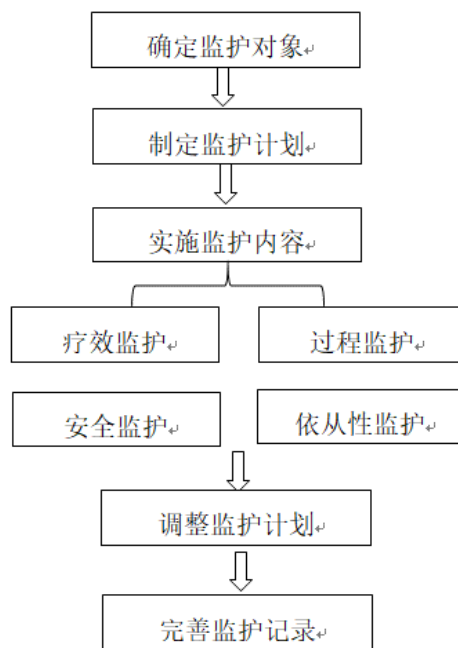 确定监护对象
制定监护计划
实施监护内容
疗效监护
过程监护
安全监护
依从性监护
调整监护计划
完善监护记录